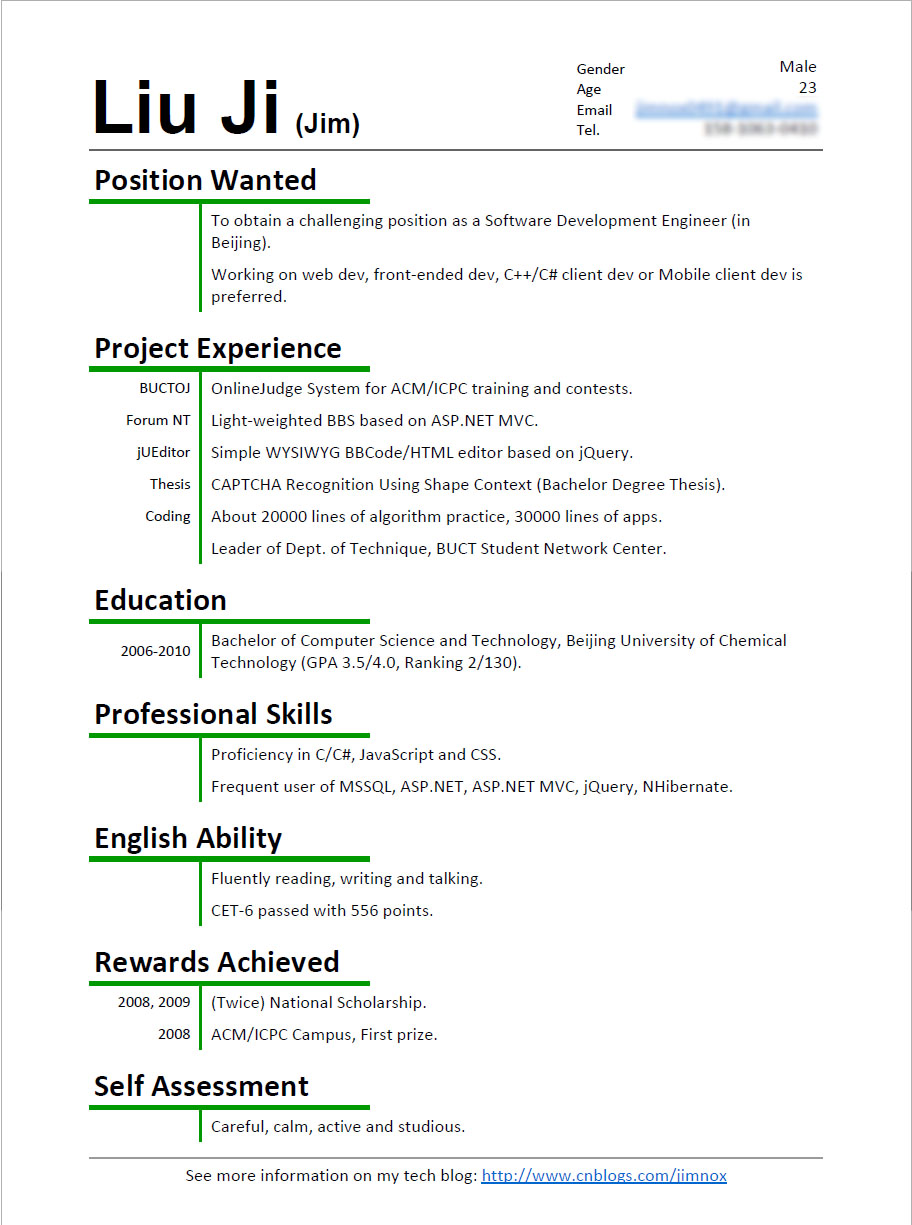 Liu Ji (Jim)
Gender Male
Age 23
Email
Tel.
Position Wanted
To obtain a challenging position as a Software Development Engineer (in
Beijing).
Working on web dev, front-ended dev, C++/C# client dev or Mobile client dev is
preferred.
Project Experience
BUCTOJ OnlineJudge System for ACM/ICPC training and contests.
Forum NT Light-weighted BBS based on ASP.NET MVC.
jUEditor Simple WYSIWYG BBCode/HTML editor based on jQuery.
Thesis CAPTCHA Recognition Using Shape Context (Bachelor Degree Thesis).
Coding About 20000 lines of algorithm practice, 30000 lines of apps.
Leader of Dept. of Technique, BUCT Student Network Center.
Education
2006-2010 Bachelor of Computer Science and Technology, Beijing University of Chemical
Technology (GPA 3.5/4.0, Ranking 2/130).
Professional Skills
Proficiency in C/C#, JavaScript and CSS.
Frequent user of MSSQL, ASP.NET, ASP.NET MVC, jQuery, NHibernate.
English Ability
Fluently reading, writing and talking.
CET-6 passed with 556 points.
Rewards Achieved
2008, 2009 (Twice) National Scholarship.
2008 ACM/ICPC Campus, First prize.
Self Assessment
Careful, calm, active and studious.
See more information on my tech blog: http://www.cnblogs.com/jimnox